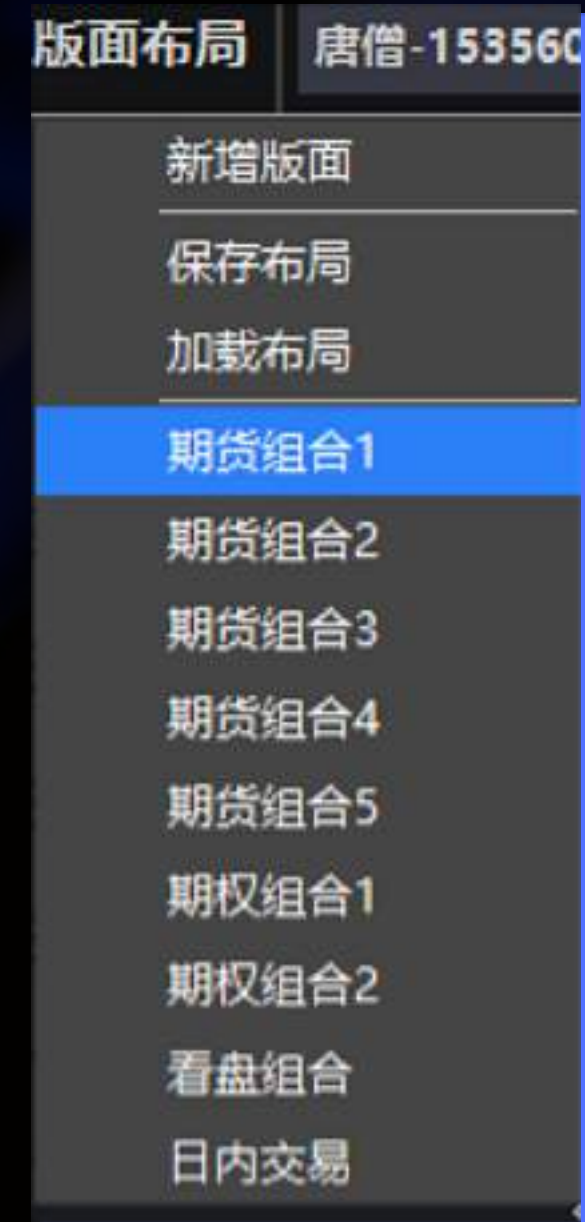 版面布局 唐僧-153560
新增版面
保存布局
加载布局
期货组合1
期货组合2
期货组合3
期货组合4
期货组合5
期权组合1
期权组合2
看盘组合
日内交易